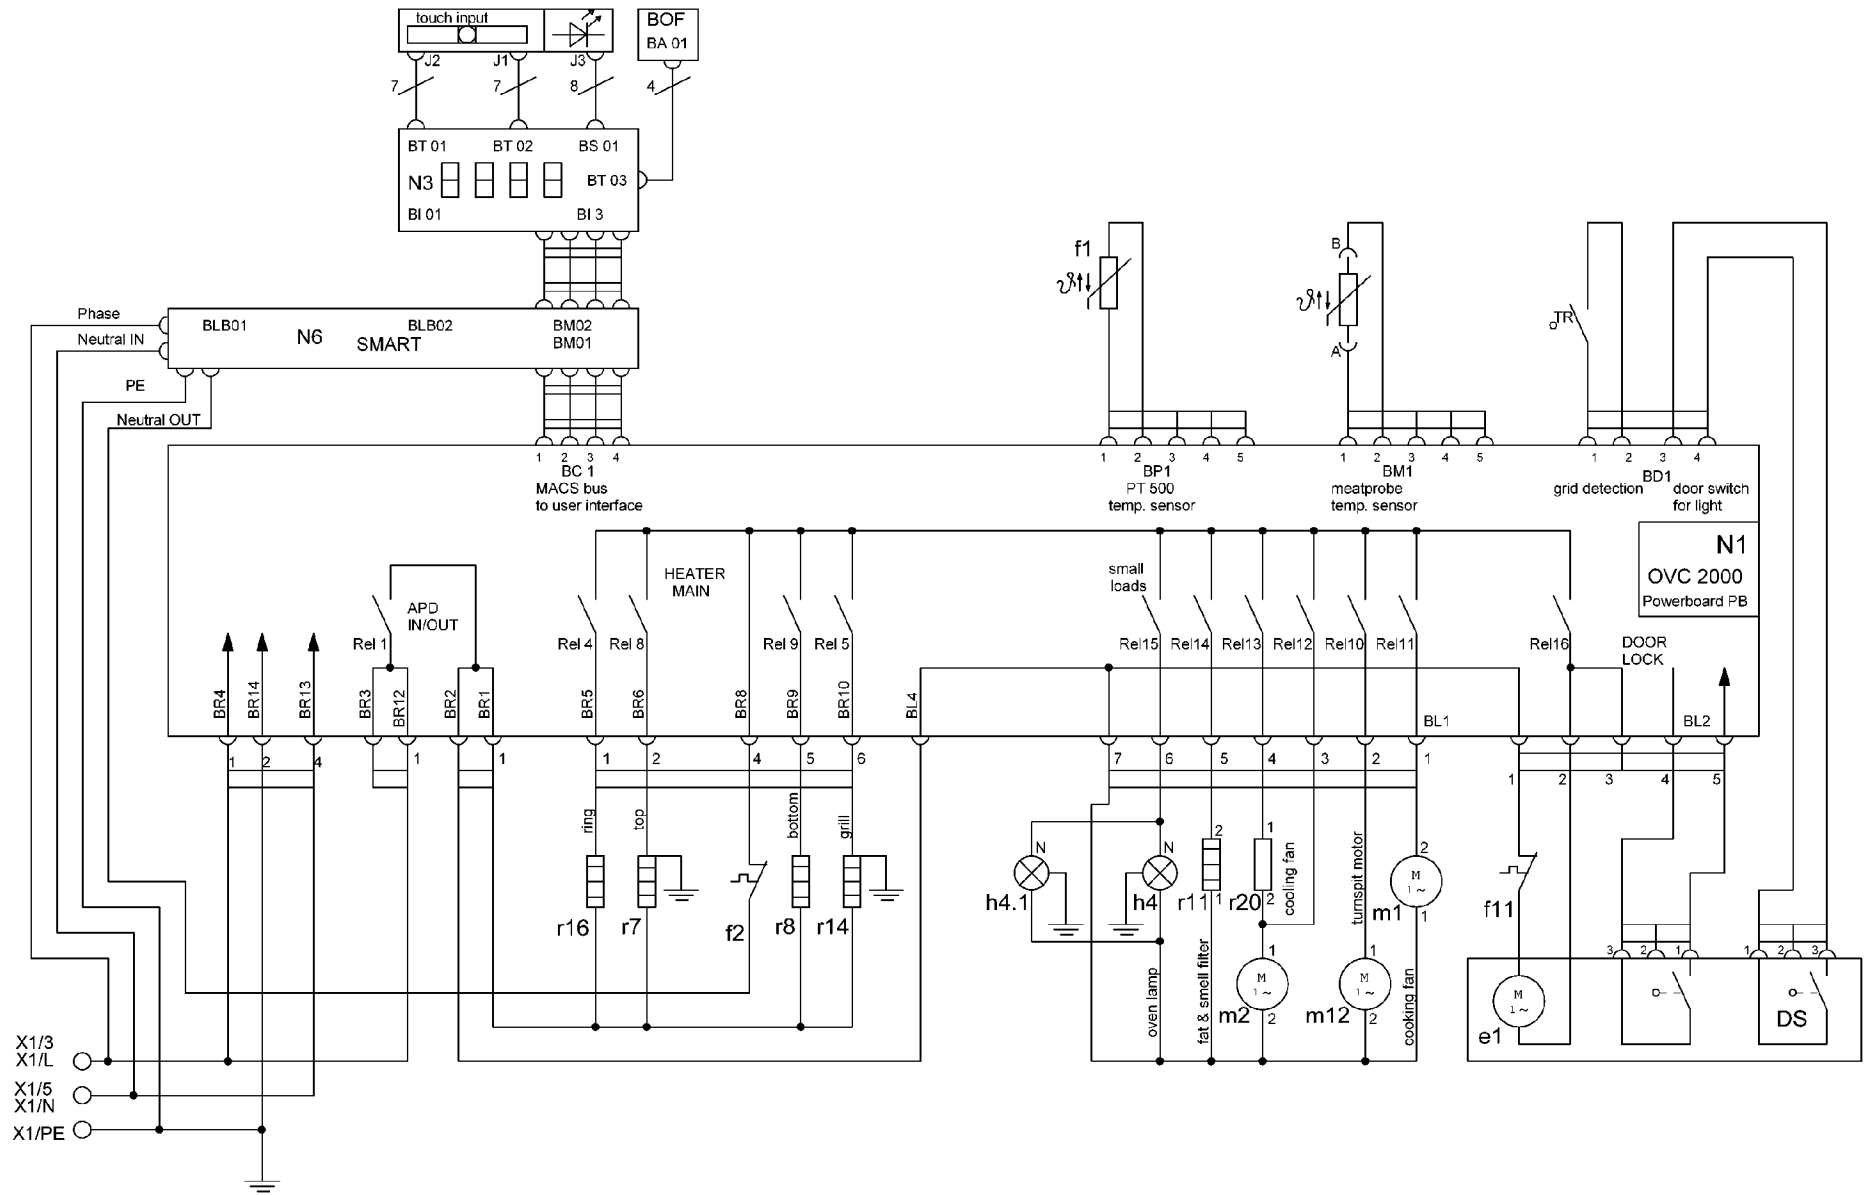 touch input
BOF
BA 01
J2
J1
J3
7
7
8
4
BT 01
BT 02
BS 01
N3
BT 03
BI 01
BI 3
Phase
Neutral IN
BLB01
N6
BLB02
SMART
BM02
BM01
PE
Neutral OUT
f1
B
A
TR
1 2 3 4
BC 1
MACS bus
to user interface
1 2 3 4 5
BP1
PT 500
temp. sensor
1 2 3 4 5
BM1
meatprobe
temp. sensor
1 2 3 4
BD1
grid detection
door switch
for light
N1
OVC 2000
Powerboard PB
HEATER
MAIN
small
loads
APD
IN/OUT
Rel 1
Rel 4
Rel 8
Rel 9
Rel 5
Rel15
Rel14
Rel13
Rel12
Rel10
Rel11
Rel16
DOOR
LOCK
BR4
BR14
BR13
BR3
BR12
BR2
BR1
BR5
BR6
BR8
BR9
BR10
BL4
BL1
BL2
1 2 4
1
1
1 2 4 5 6
7 6 5 4 3 2 1
1 2 3 4 5
ring
top
bottom
grill
r16
r7
f2
r8
r14
N
h4.1
N
h4
2
1
r11
1
2
r20
cooling fan
turnspit motor
2
M
1 ~
m1
1
f11
oven lamp
fat & smell filter
1
M
1 ~
m2
2
1
M
1 ~
m12
2
cooking fan
M
1 ~
e1
3 2 1
1 2 3
DS
X1/3
X1/L
X1/5
X1/N
X1/PE